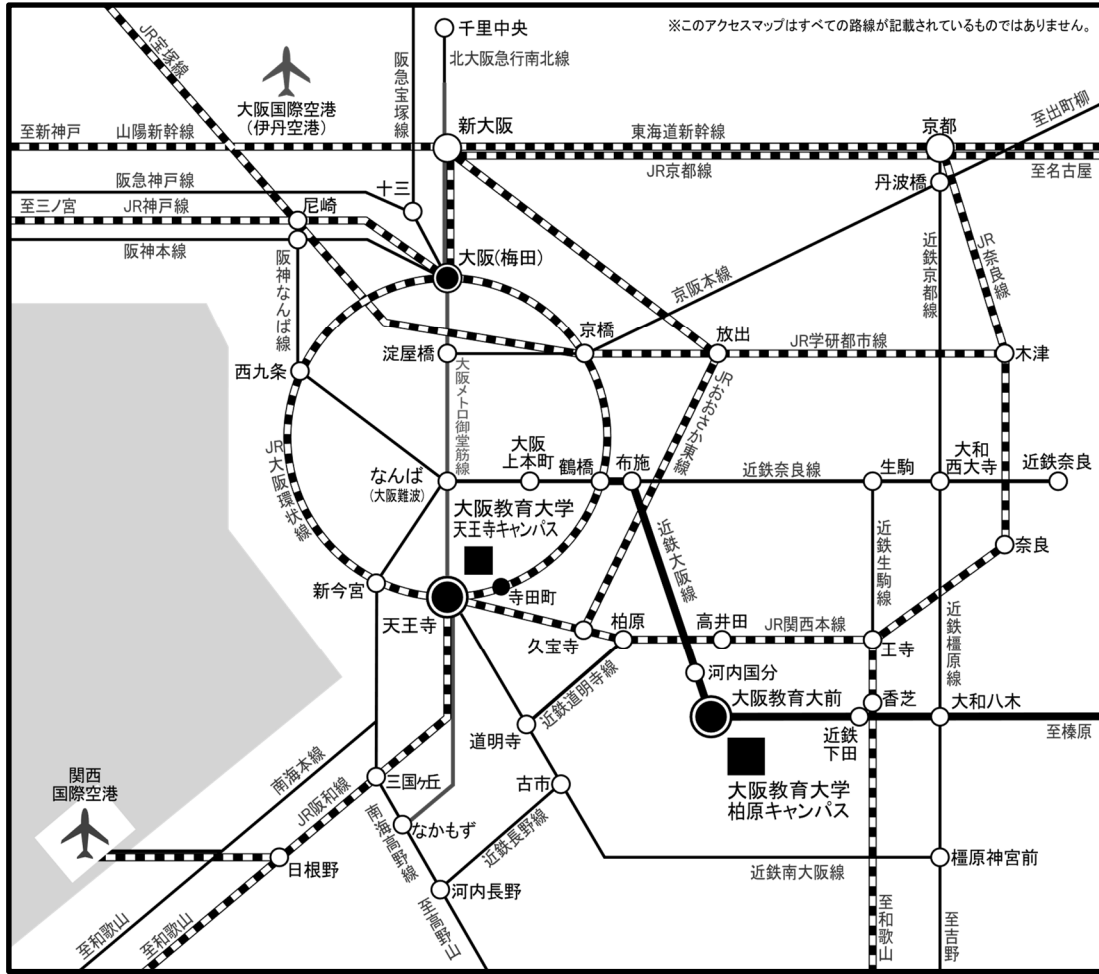 ※このアクセスマップはすべての路線が記載されているものではありません。
千里中央
北大阪急行南北線
JR宝塚線
阪急宝塚線
大阪国際空港
(伊丹空港)
至新神戸
山陽新幹線
新大阪
東海道新幹線
京都
至出町柳
JR京都線
至名古屋
丹波橋
阪急神戸線
十三
至三ノ宮
JR神戸線
尼崎
阪神本線
大阪(梅田)
阪神なんば線
京阪本線
近鉄京都線
JR奈良線
京橋
放出
JR学研都市線
木津
淀屋橋
西九条
大阪メトロ御堂筋線
JRおおさか東線
JR大阪環状線
なんば
(大阪難波)
大阪
上本町
鶴橋
布施
近鉄奈良線
生駒
大和
西大寺
近鉄奈良
大阪教育大学
天王寺キャンパス
近鉄大阪線
近鉄生駒線
奈良
新今宮
寺田町
天王寺
久宝寺
柏原
高井田
JR関西本線
王寺
近鉄橿原線
近鉄道明寺線
河内国分
大阪教育大前
香芝
大和八木
近鉄
下田
至榛原
道明寺
大阪教育大学
柏原キャンパス
南海本線
関西
国際空港
三国ケ丘
古市
JR阪和線
なかもず
南海高野線
近鉄長野線
日根野
近鉄南大阪線
橿原神宮前
河内長野
至和歌山
至和歌山
至高野山
至和歌山
至吉野